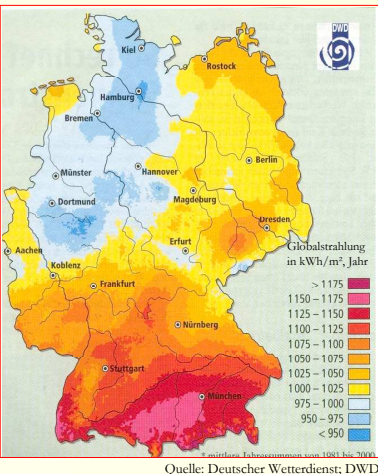 DWD
Kiel
Rostock
Hamburg
Bremen
Berlin
Hannover
Münster
Magdeburg
Dortmund
Dresden
Erfurt
Aachen
Koblenz
Frankfurt
Nürnberg
Stuttgart
München
Globalstrahlung
in kWh/m², Jahr
> 1175
1150 – 1175
1125 – 1150
1100 – 1125
1075 – 1100
1050 – 1075
1025 – 1050
1000 – 1025
975 – 1000
950 – 975
< 950
* mittlere Jahressummen von 1981 bis 2000
Quelle: Deutscher Wetterdienst; DWD